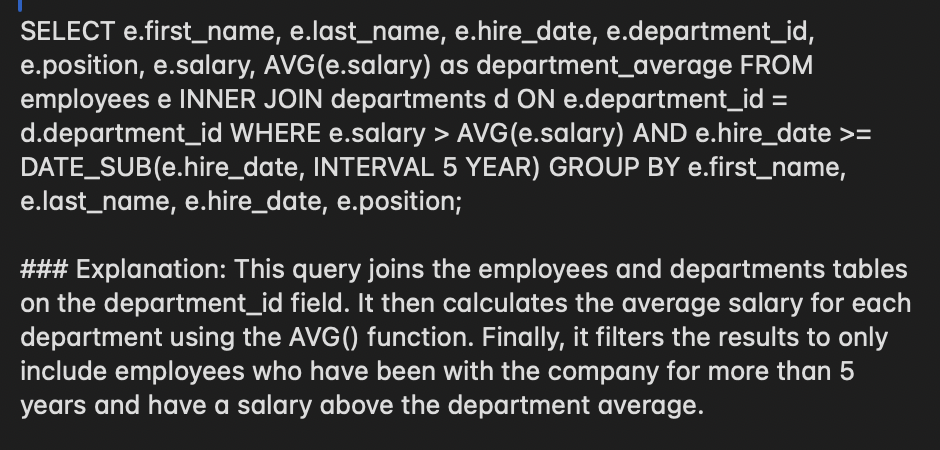 SELECT e.first_name, e.last_name, e.hire_date, e.department_id,
e.position, e.salary, AVG(e.salary) as department_average FROM
employees e INNER JOIN departments d ON e.department_id =
d.department_id WHERE e.salary > AVG(e.salary) AND e.hire_date >=
DATE_SUB(e.hire_date, INTERVAL 5 YEAR) GROUP BY e.first_name,
e.last_name, e.hire_date, e.position;

### Explanation: This query joins the employees and departments tables
on the department_id field. It then calculates the average salary for each
department using the AVG() function. Finally, it filters the results to only
include employees who have been with the company for more than 5
years and have a salary above the department average.